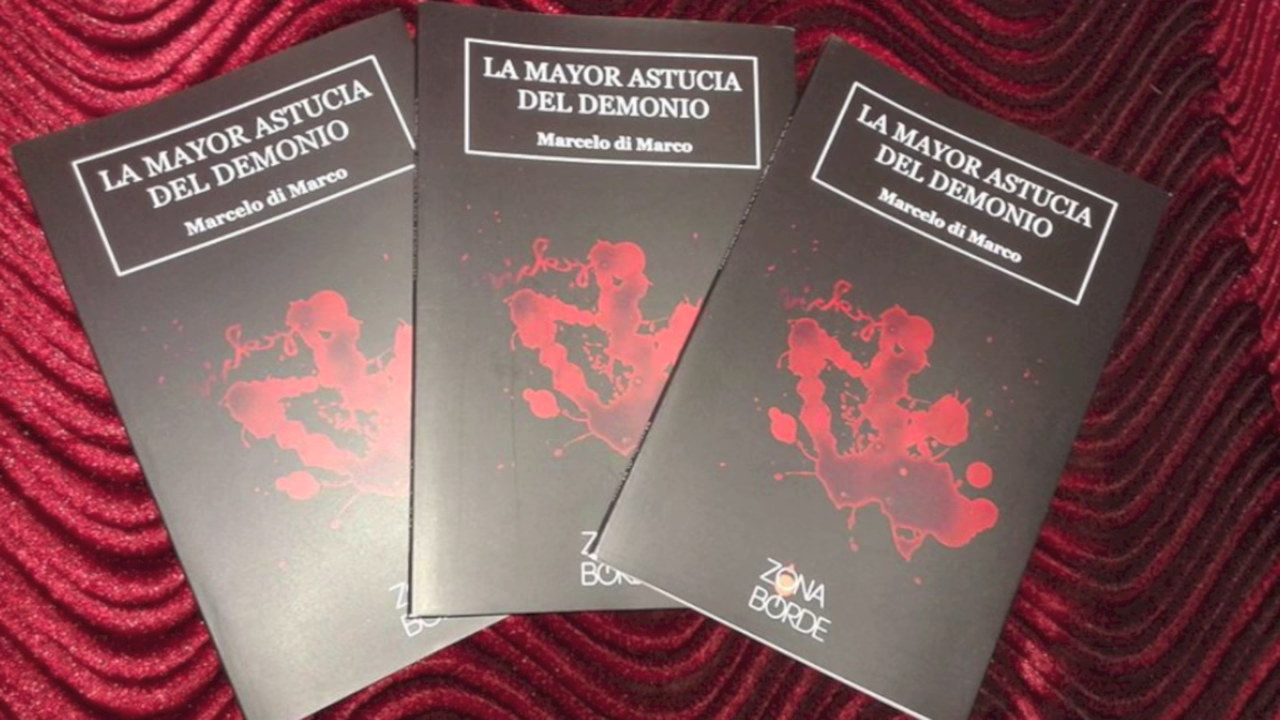 LA MAYOR ASTUCIA
DEL DEMONIO
Marcelo di Marco
LA MAYOR ASTUCIA
DEL DEMONIO
Marcelo di Marco
LA MAYOR ASTUCIA
DEL DEMONIO
Marcelo di Marco
ZONA
BORDE